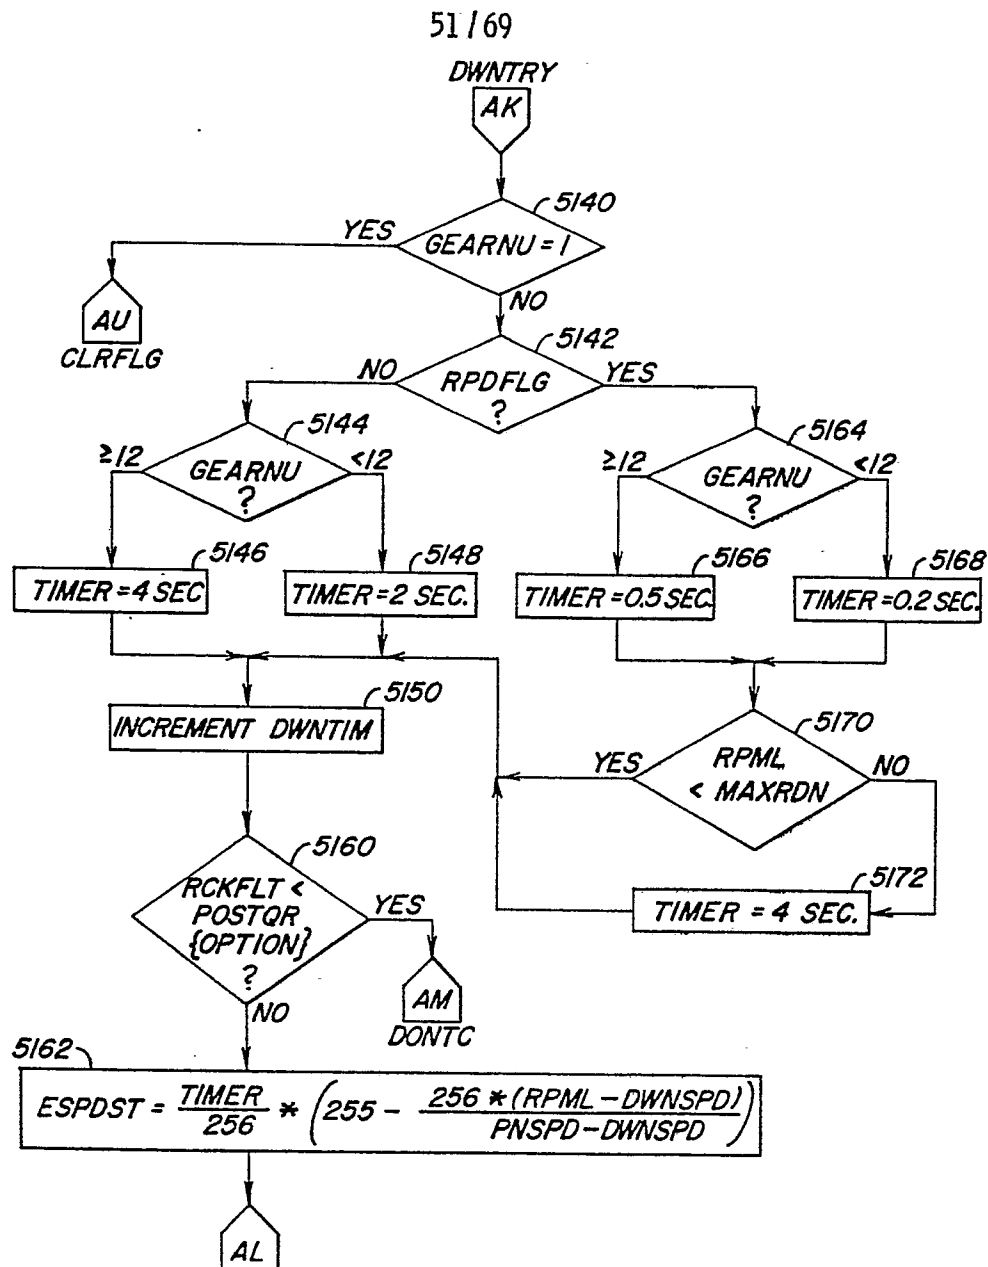 51/69
DWNTRY
AK
5140
YES
GEARNU = 1
NO
AU
CLRFLG
5142
NO
RPDFLG
?
YES
5144
≥12
GEARNU
?
<12
5164
≥12
GEARNU
?
<12
5146
TIMER = 4 SEC
5148
TIMER = 2 SEC.
5166
TIMER = 0.5 SEC.
5168
TIMER = 0.2 SEC.
5150
INCREMENT DWNTIM
5170
YES
RPML
< MAXRDN
NO
5172
TIMER = 4 SEC.
5160
RCKFLT <
POSTQR
{OPTION}
?
YES
AM
DONTC
NO
5162
ESPDST = TIMER/256 * (255 - 256 * (RPML - DWNSPD)/PNSPD - DWNSPD)
AL